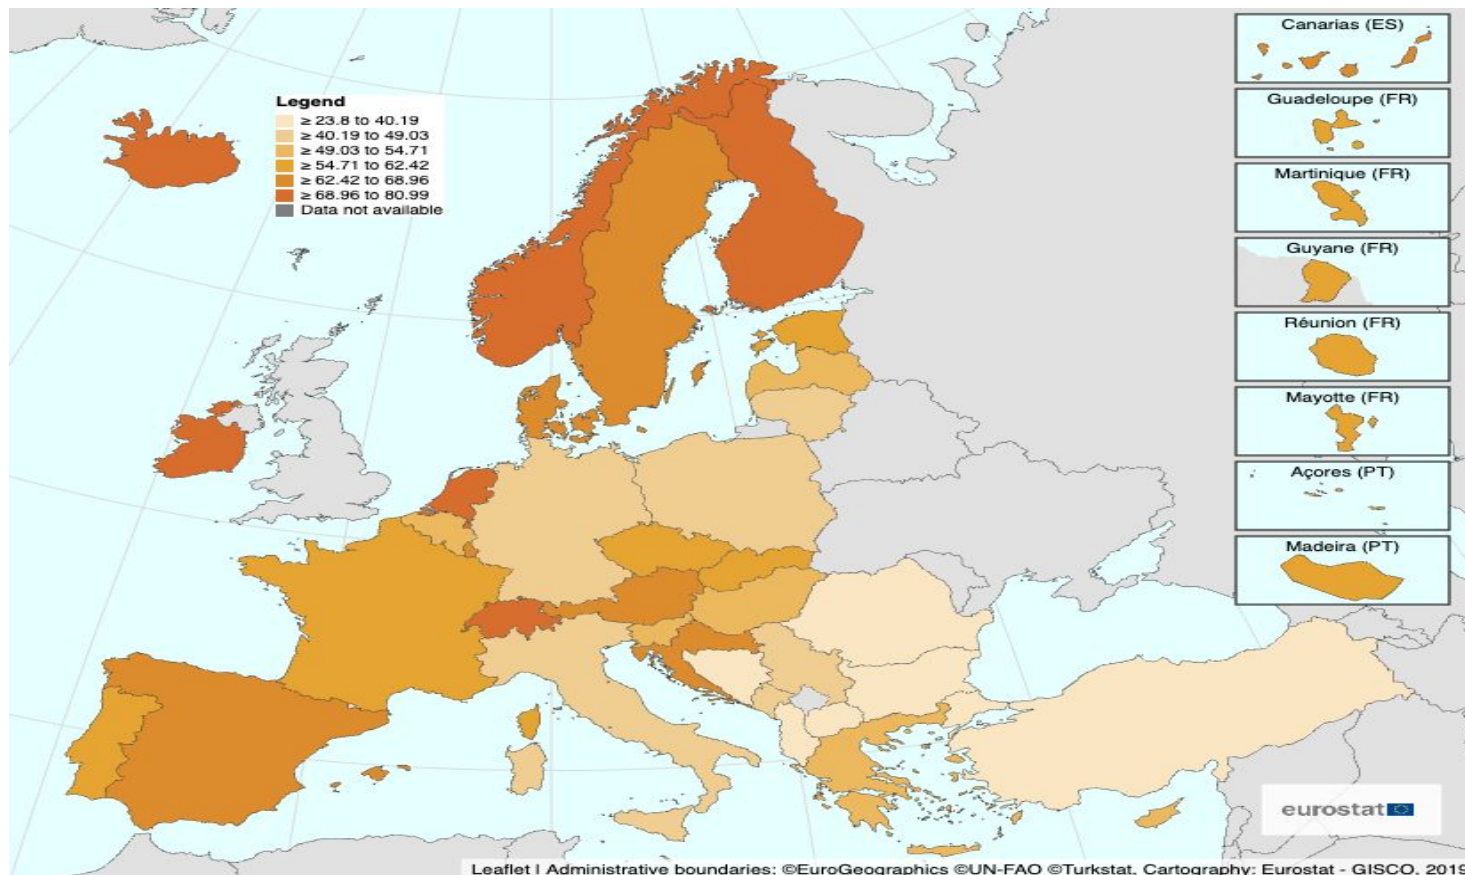 Legend
≥ 23.8 to 40.19
≥ 40.19 to 49.03
≥ 49.03 to 54.71
≥ 54.71 to 62.42
≥ 62.42 to 68.96
≥ 68.96 to 80.99
Data not available
Canarias (ES)
Guadeloupe (FR)
Martinique (FR)
Guyane (FR)
Réunion (FR)
Mayotte (FR)
Açores (PT)
Madeira (PT)
eurostat
Leaflet | Administrative boundaries: ©EuroGeographics ©UN-FAO ©Turkstat, Cartography: Eurostat - GISCO, 2019